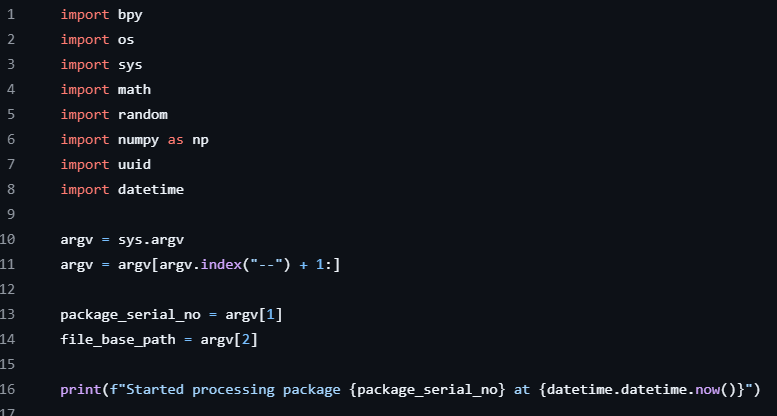 1 import bpy
2 import os
3 import sys
4 import math
5 import random
6 import numpy as np
7 import uuid
8 import datetime
9
10 argv = sys.argv
11 argv = argv[argv.index("--") + 1:]
12
13 package_serial_no = argv[1]
14 file_base_path = argv[2]
15
16 print(f"Started processing package {package_serial_no} at {datetime.datetime.now()}")
17